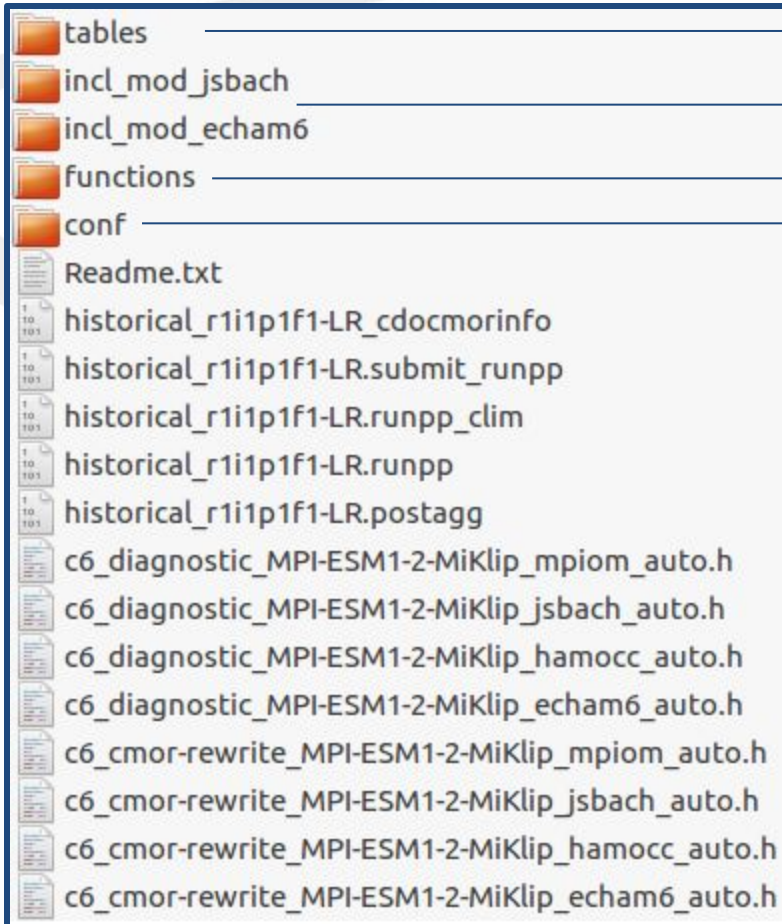 tables
incl_mod_jsbach
incl_mod_echam6
functions
conf
Readme.txt
historical_r1i1p1f1-LR_cdocmorinfo
historical_r1i1p1f1-LR.submit_runpp
historical_r1i1p1f1-LR.runpp_clim
historical_r1i1p1f1-LR.runpp
historical_r1i1p1f1-LR.postagg
c6_diagnostic_MPI-ESM1-2-MiKlip_mpiom_auto.h
c6_diagnostic_MPI-ESM1-2-MiKlip_jsbach_auto.h
c6_diagnostic_MPI-ESM1-2-MiKlip_hamocc_auto.h
c6_diagnostic_MPI-ESM1-2-MiKlip_echam6_auto.h
c6_cmor-rewrite_MPI-ESM1-2-MiKlip_mpiom_auto.h
c6_cmor-rewrite_MPI-ESM1-2-MiKlip_jsbach_auto.h
c6_cmor-rewrite_MPI-ESM1-2-MiKlip_hamocc_auto.h
c6_cmor-rewrite_MPI-ESM1-2-MiKlip_echam6_auto.h